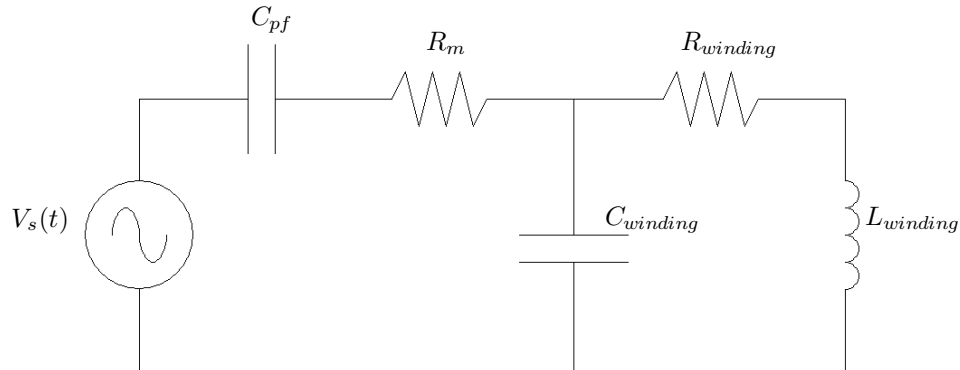 C_{pf}
R_m
R_{winding}
V_s(t)
C_{winding}
L_{winding}